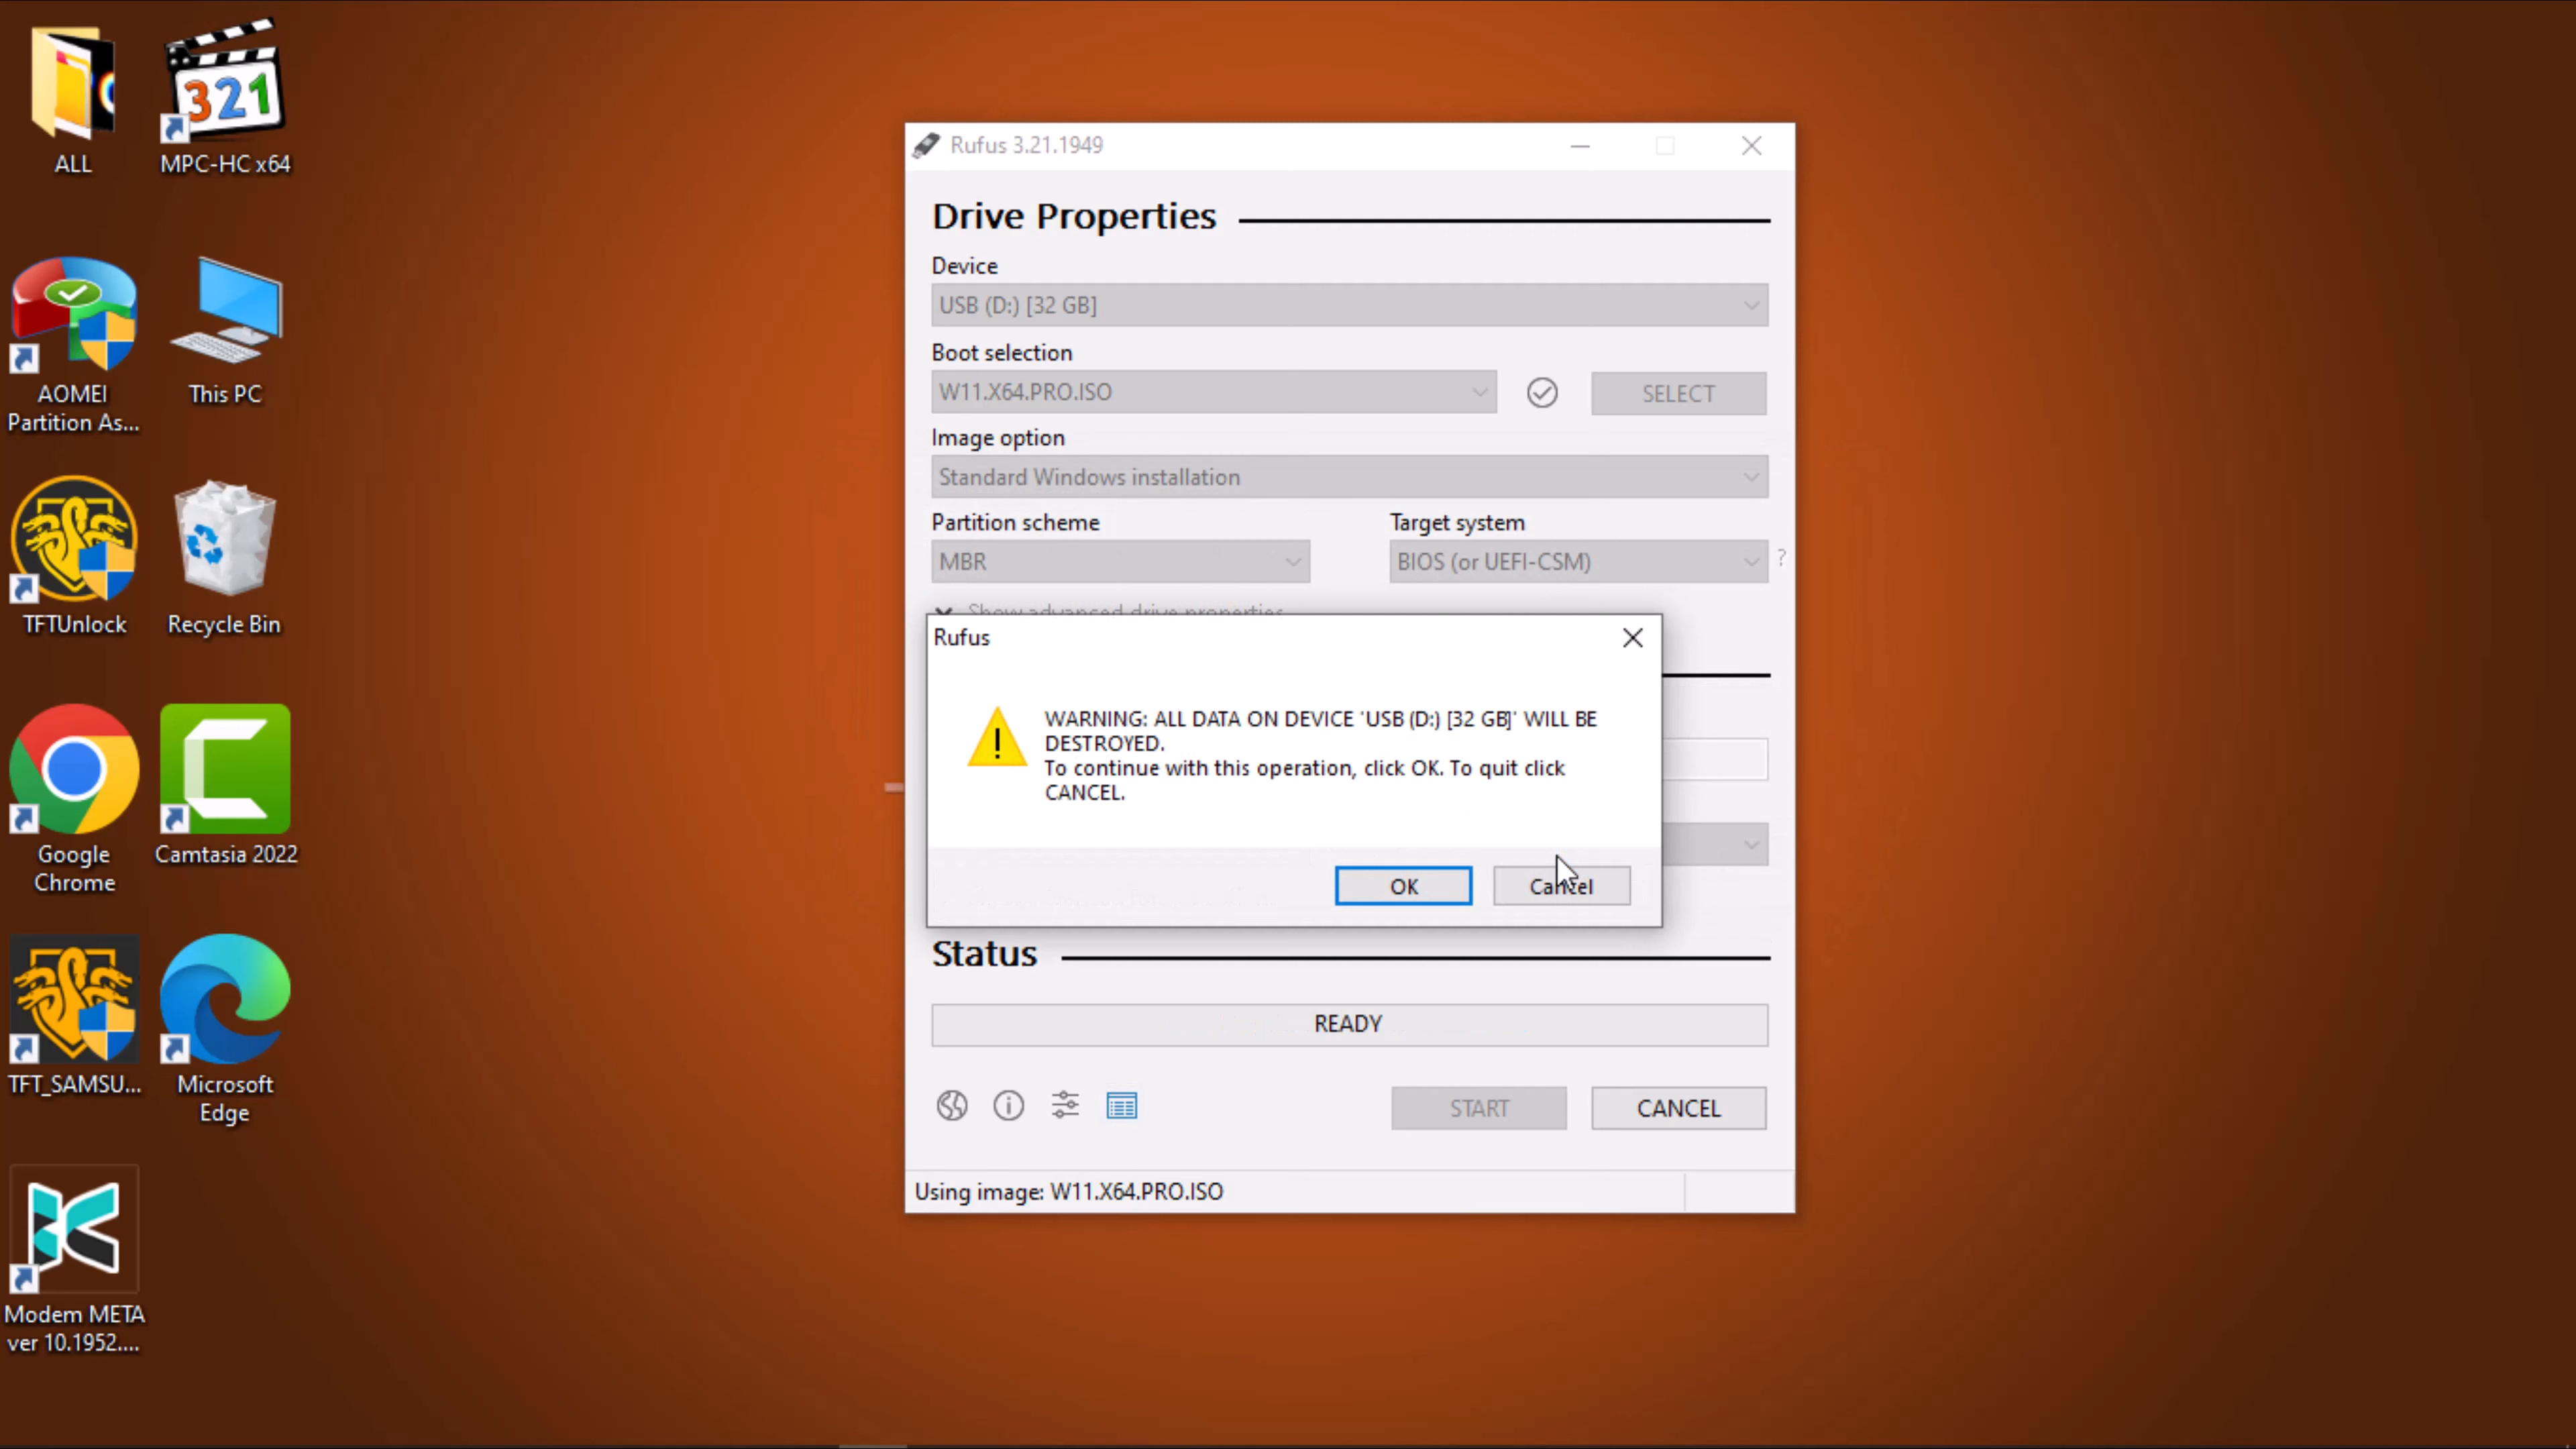 ALL
MPC-HC x64
321
AOMEI
Partition As...
This PC
TFTUnlock
Recycle Bin
Google
Chrome
Camtasia 2022
TFT_SAMSU...
Microsoft
Edge
Modem META
ver 10.1952....
Rufus 3.21.1949
Drive Properties
Device
USB (D:) [32 GB]
Boot selection
W11.X64.PRO.ISO
SELECT
Image option
Standard Windows installation
Partition scheme
Target system
MBR
BIOS (or UEFI-CSM)
?
Show advanced drive properties
Rufus
WARNING: ALL DATA ON DEVICE 'USB (D:) [32 GB]' WILL BE
DESTROYED.
To continue with this operation, click OK. To quit click
CANCEL.
OK
Cancel
Status
READY
START
CANCEL
Using image: W11.X64.PRO.ISO